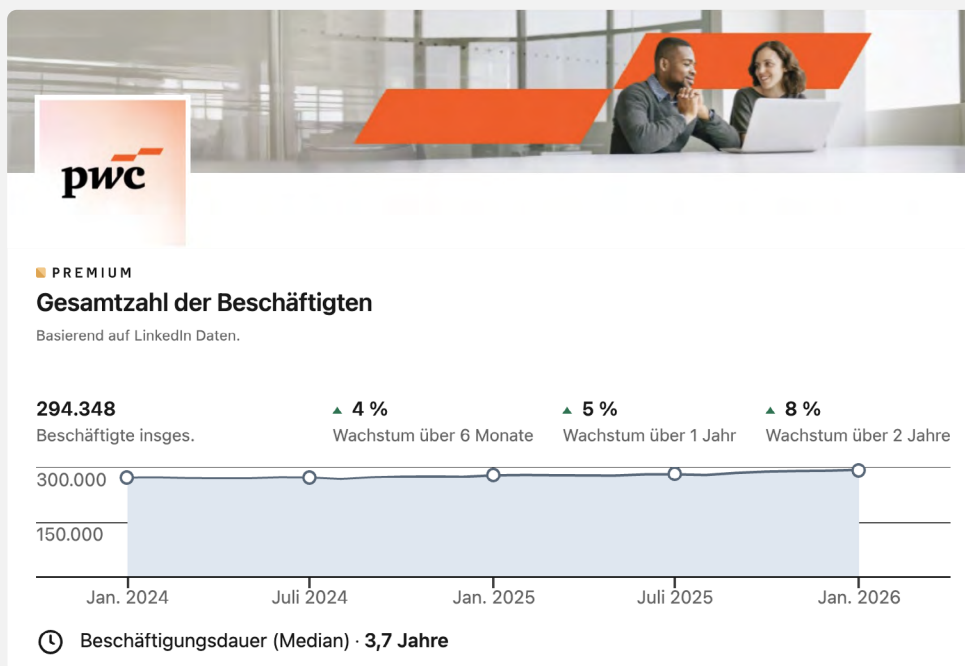 pwc
PREMIUM
Gesamtzahl der Beschäftigten
Basierend auf LinkedIn Daten.
294.348
Beschäftigte insges.
4 %
Wachstum über 6 Monate
5 %
Wachstum über 1 Jahr
8 %
Wachstum über 2 Jahre
300.000
150.000
Jan. 2024
Juli 2024
Jan. 2025
Juli 2025
Jan. 2026
Beschäftigungsdauer (Median) · 3,7 Jahre